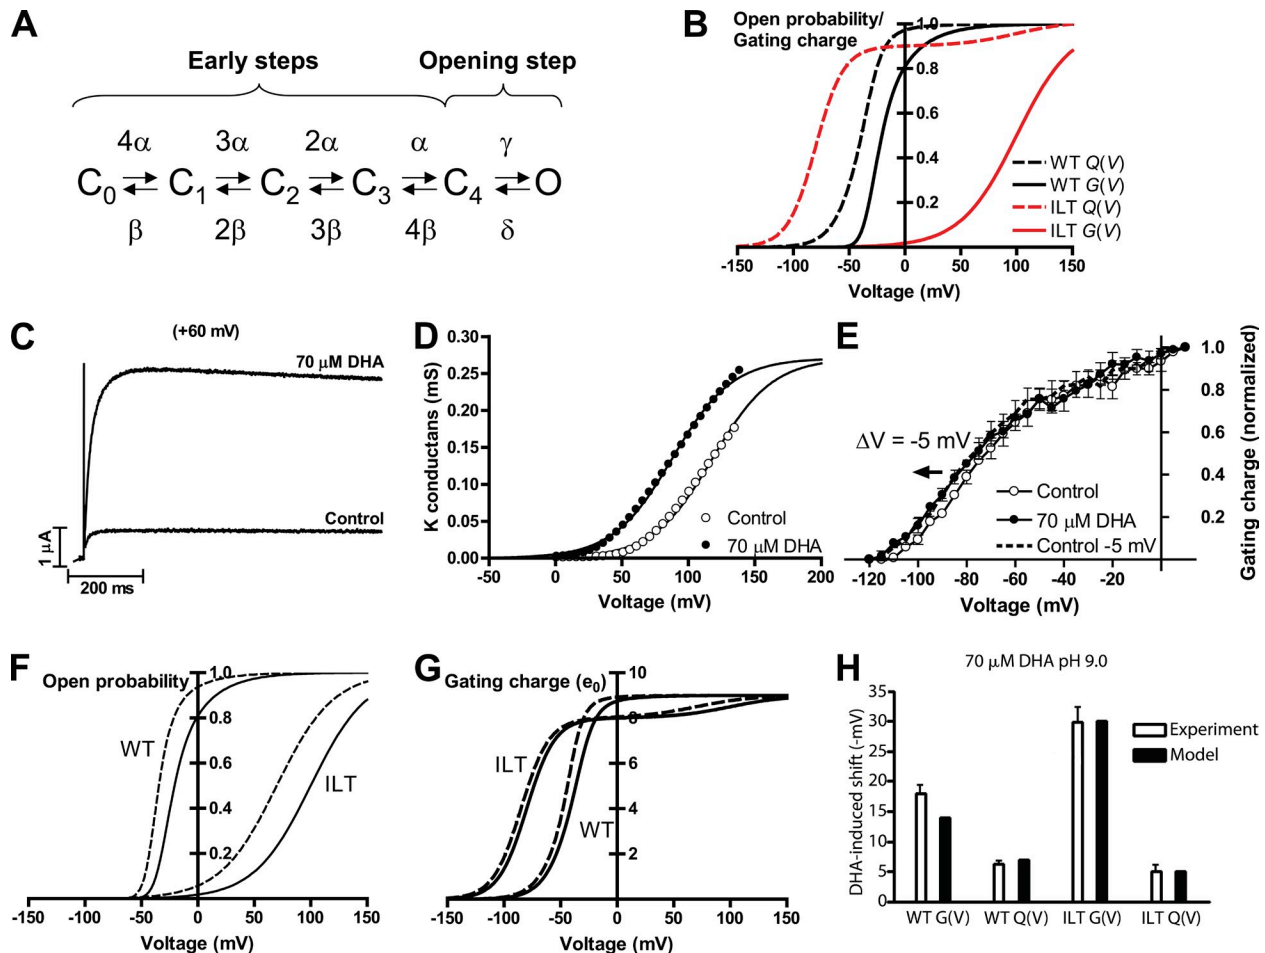 A
Early steps
Opening step
4α 3α 2α α γ
C0 C1 C2 C3 C4 O
β 2β 3β 4β δ
B
Open probability/
Gating charge
1.0
0.8
0.6
0.4
0.2
WT Q(V)
WT G(V)
ILT Q(V)
ILT G(V)
-150 -100 -50 0 50 100 150
Voltage (mV)
C
(+60 mV)
70 µM DHA
Control
1 µA
200 ms
D
0.30
0.25
0.20
0.15
0.10
0.05
0.00
K conductans (mS)
Control
70 µM DHA
-50 0 50 100 150 200
Voltage (mV)
E
1.0
0.8
0.6
0.4
0.2
Gating charge (normalized)
ΔV = -5 mV
Control
70 µM DHA
Control -5 mV
-120 -100 -80 -60 -40 -20
Voltage (mV)
F
Open probability
1.0
0.8
0.6
0.4
0.2
WT
ILT
-150 -100 -50 0 50 100 150
Voltage (mV)
G
Gating charge (e0)
10
8
6
4
2
ILT
WT
-150 -100 -50 0 50 100 150
Voltage (mV)
H
70 µM DHA pH 9.0
35
30
25
20
15
10
5
0
DHA-induced shift (-mV)
Experiment
Model
WT G(V) WT Q(V) ILT G(V) ILT Q(V)